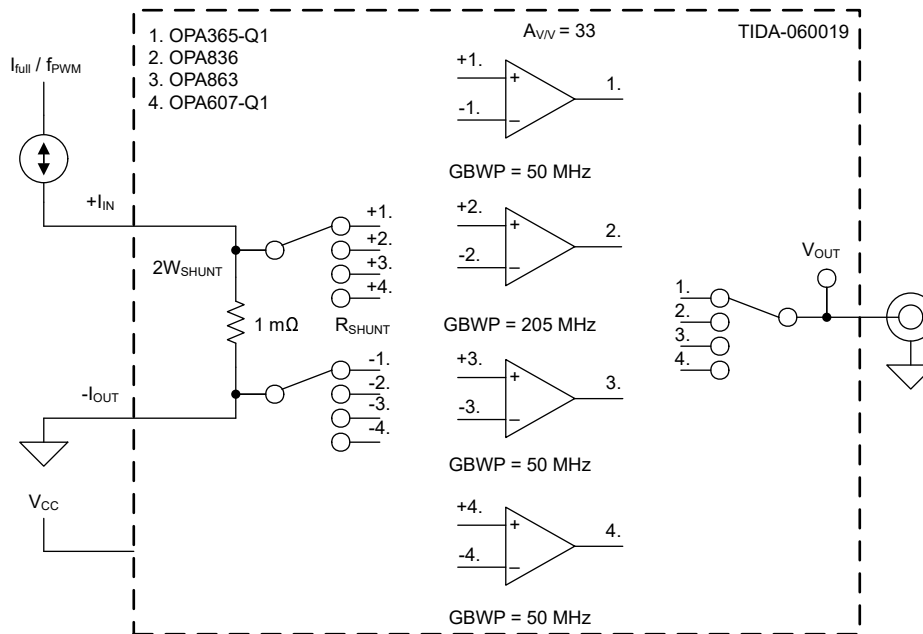 1. OPA365-Q1
2. OPA836
3. OPA863
4. OPA607-Q1
A_V/V = 33
TIDA-060019
I_full / f_PWM
+I_IN
2W_SHUNT
1 mΩ
R_SHUNT
-I_OUT
V_CC
+1.
+2.
+3.
+4.
-1.
-2.
-3.
-4.
+1.
+
-1.
–
1.
GBWP = 50 MHz
+2.
+
-2.
–
2.
GBWP = 205 MHz
+3.
+
-3.
–
3.
GBWP = 50 MHz
+4.
+
-4.
–
4.
GBWP = 50 MHz
V_OUT
1.
2.
3.
4.